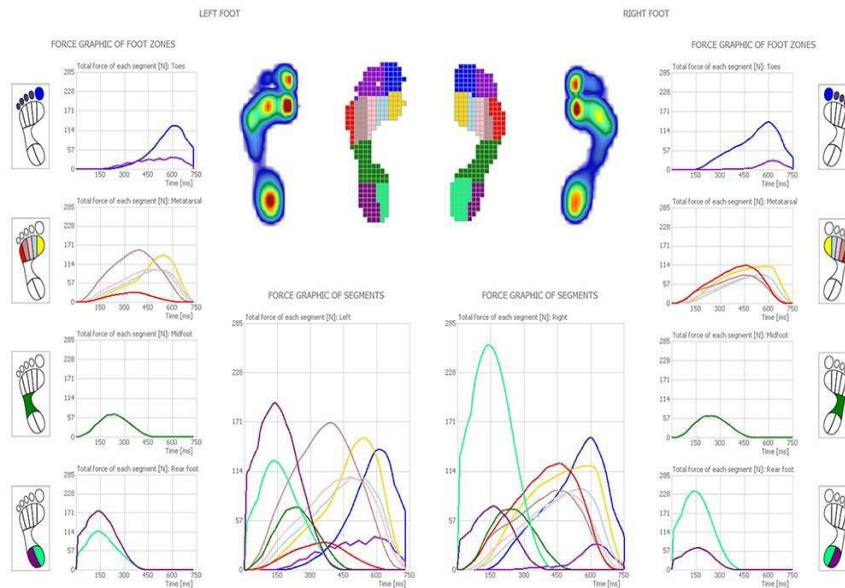 LEFT FOOT
RIGHT FOOT
FORCE GRAPHIC OF FOOT ZONES
FORCE GRAPHIC OF FOOT ZONES
Total force of each segment [N]: Toes
285
228
171
114
57
0
150 300 450 600 750
Time [ms]
Total force of each segment [N]: Toes
285
228
171
114
57
0
150 300 450 600 750
Time [ms]
Total force of each segment [N]: Metatarsal
285
228
171
114
57
0
150 300 450 600 750
Time [ms]
Total force of each segment [N]: Metatarsal
285
228
171
114
57
0
150 300 450 600 750
Time [ms]
FORCE GRAPHIC OF SEGMENTS
FORCE GRAPHIC OF SEGMENTS
Total force of each segment [N]: Left
285
228
171
114
57
0
150 300 450 600 750
Time [ms]
Total force of each segment [N]: Right
285
228
171
114
57
0
150 300 450 600 750
Time [ms]
Total force of each segment [N]: Midfoot
285
228
171
114
57
0
150 300 450 600 750
Time [ms]
Total force of each segment [N]: Midfoot
285
228
171
114
57
0
150 300 450 600 750
Time [ms]
Total force of each segment [N]: Rear foot
285
228
171
114
57
0
150 300 450 600 750
Time [ms]
Total force of each segment [N]: Rear foot
285
228
171
114
57
0
150 300 450 600 750
Time [ms]